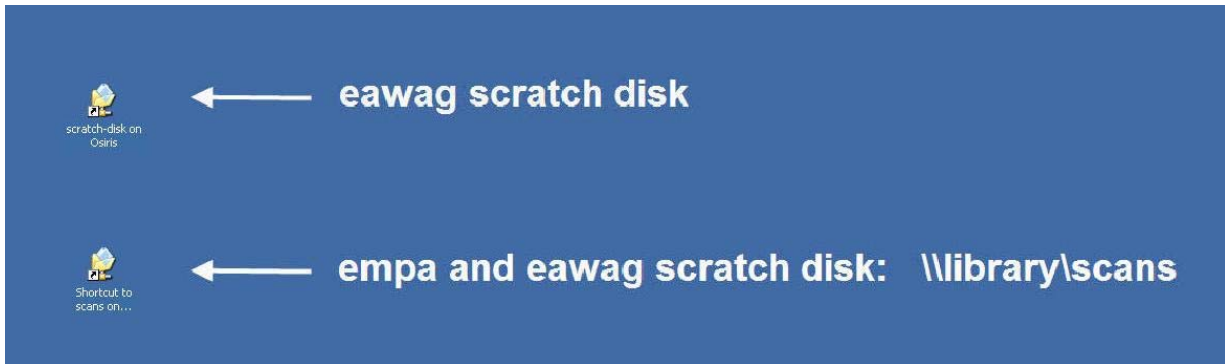 eawag scratch disk
scratch-disk on
Osiris
empa and eawag scratch disk: \\library\scans
Shortcut to
scans on...